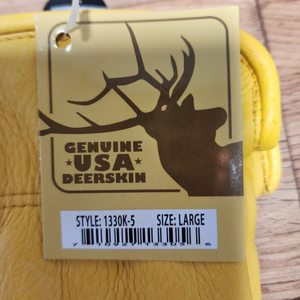 GENUINE
★USA★
DEERSKIN
STYLE: 1330K-5 SIZE: LARGE